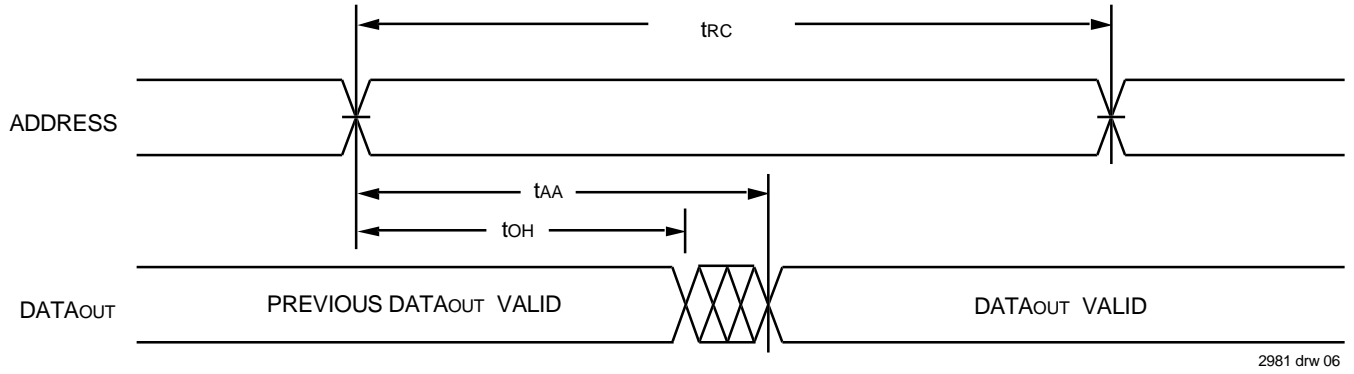 tRC
ADDRESS
tAA
tOH
DATAOUT
PREVIOUS DATAOUT VALID
DATAOUT VALID
2981 drw 06